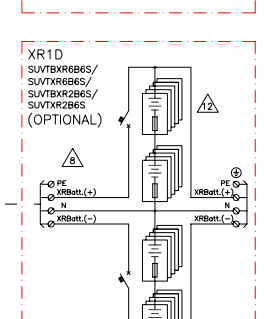 XR1D
SUVTBXR6B6S/
SUVTXR6B6S/
SUVTBXR2B6S/
SUVTXR2B6S
(OPTIONAL)
12
8
PE
XRBatt.(+)
N
XRBatt.(-)
PE
XRBatt.(+)
N
XRBatt.(-)